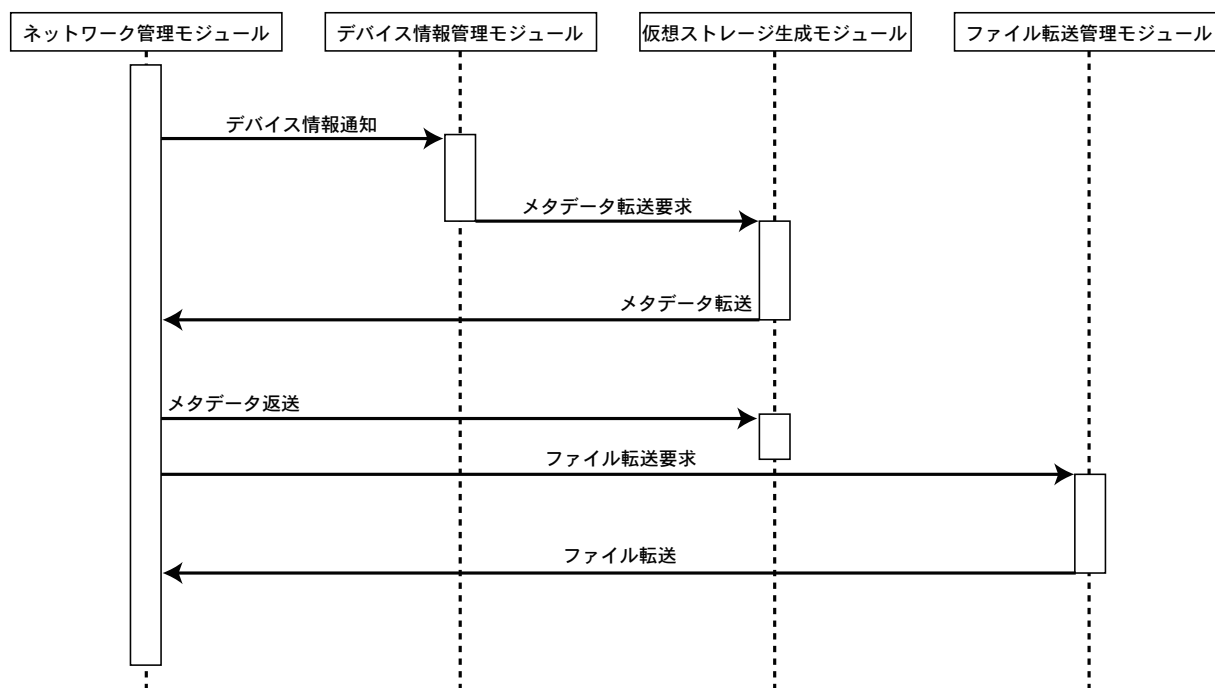 ネットワーク管理モジュール
デバイス情報管理モジュール
仮想ストレージ生成モジュール
ファイル転送管理モジュール
デバイス情報通知
メタデータ転送要求
メタデータ転送
メタデータ返送
ファイル転送要求
ファイル転送